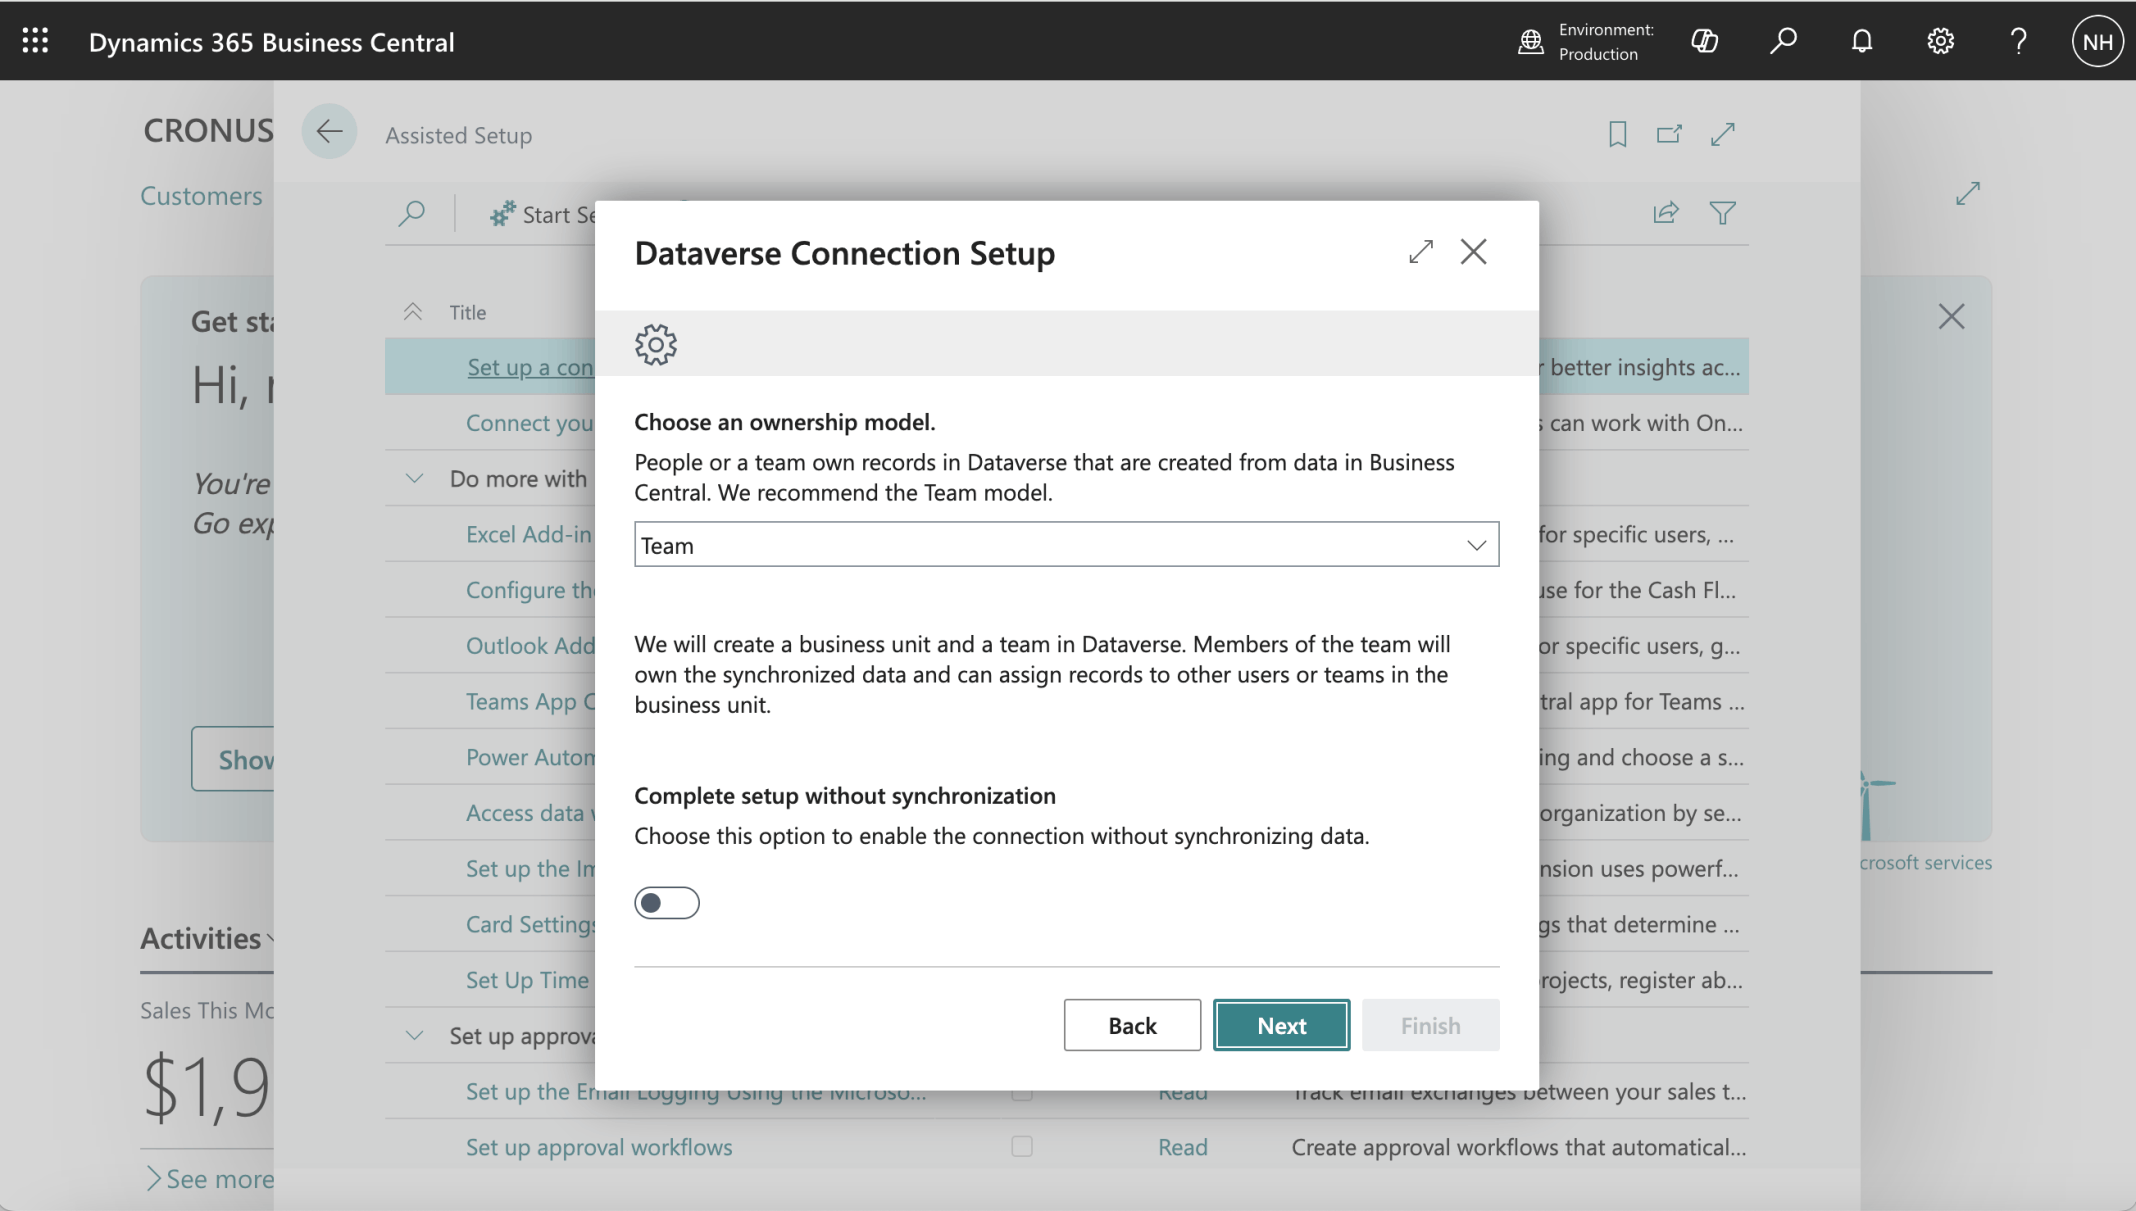 Dynamics 365 Business Central
Environment:
Production
NH
CRONUS
Assisted Setup
Customers
Start Se
Dataverse Connection Setup
Title
Get sta
Hi,
Set up a con
r better insights ac...
Connect you
s can work with On...
Choose an ownership model.
People or a team own records in Dataverse that are created from data in Business
Central. We recommend the Team model.
Team
You're
Go exp
Do more with
Excel Add-in
for specific users, ...
Configure the
use for the Cash Fl...
Outlook Add
or specific users, g...
We will create a business unit and a team in Dataverse. Members of the team will
own the synchronized data and can assign records to other users or teams in the
business unit.
Teams App C
tral app for Teams ...
Show
Power Autom
ing and choose a s...
Complete setup without synchronization
Choose this option to enable the connection without synchronizing data.
Access data
organization by se...
Set up the Im
nsion uses powerf...
crosoft services
Card Settings
gs that determine ...
Activities
Set Up Time
rojects, register ab...
Sales This Mo
Set up approva
Back
Next
Finish
$1,9
Set up the Email Logging Using the Microso...
Read
Track email exchanges between your sales t...
Set up approval workflows
Read
Create approval workflows that automatical...
See more